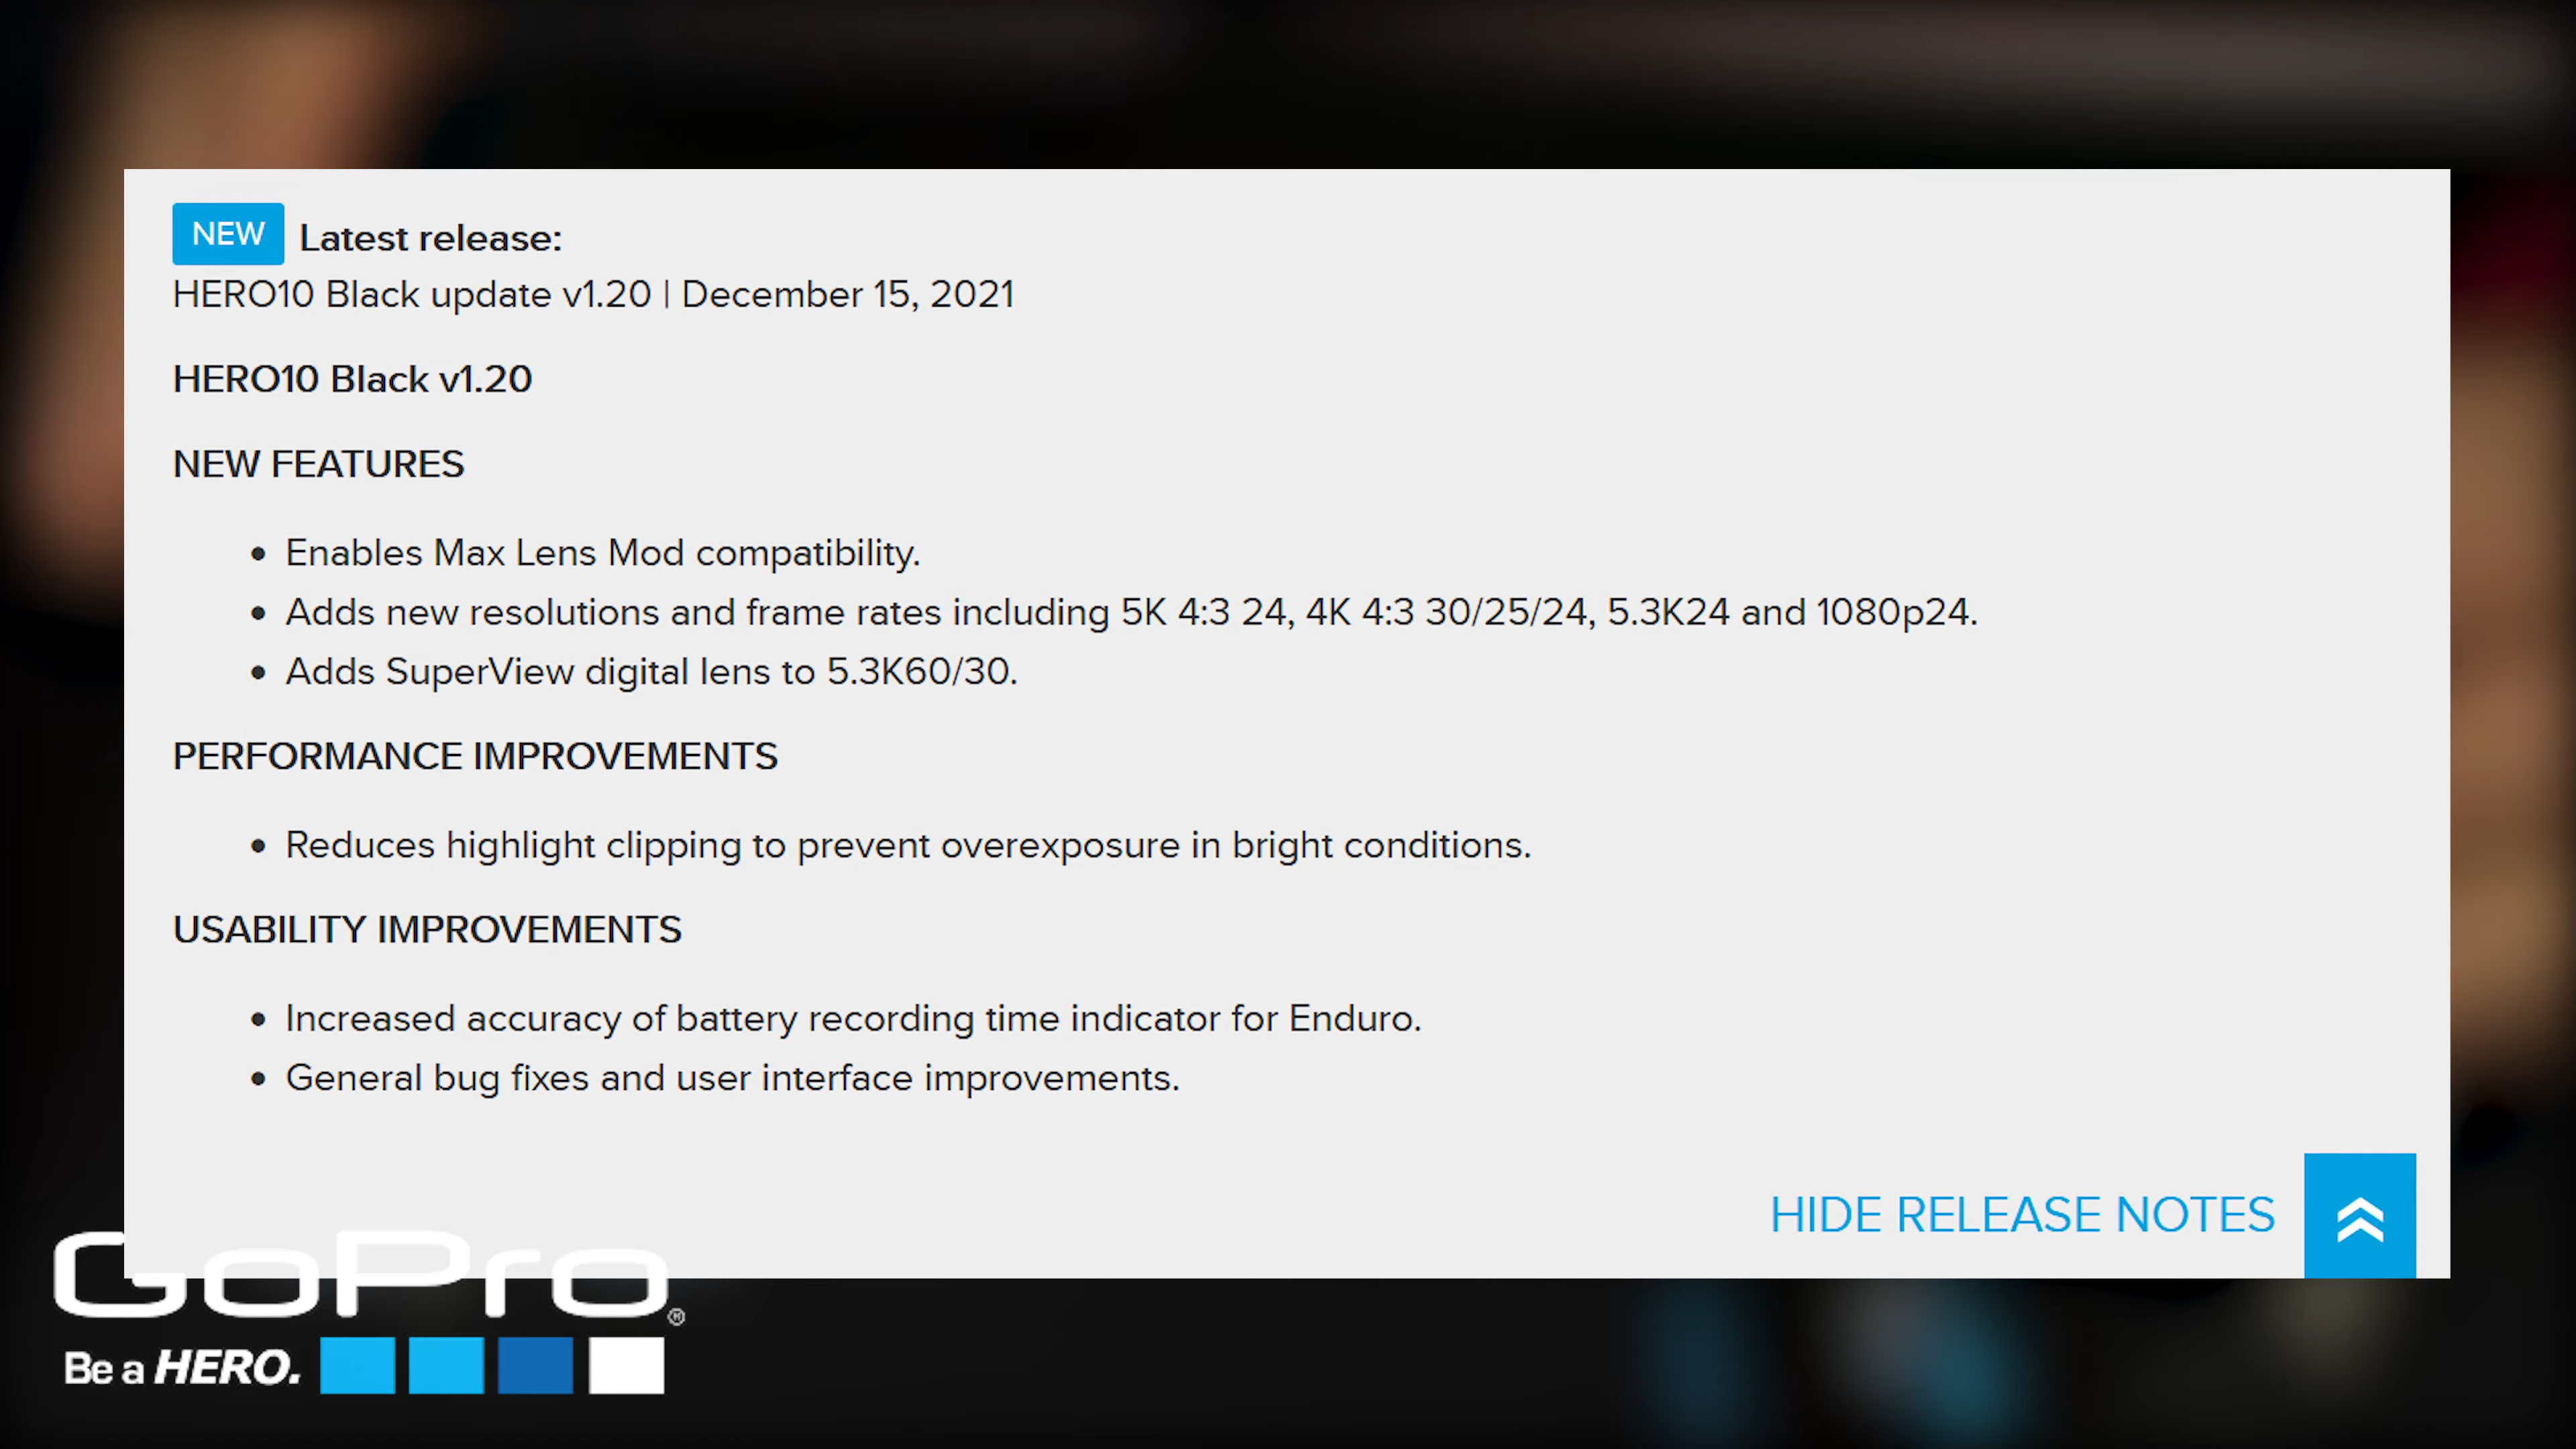 NEW Latest release:
HERO10 Black update v1.20 | December 15, 2021
HERO10 Black v1.20
NEW FEATURES
• Enables Max Lens Mod compatibility.
• Adds new resolutions and frame rates including 5K 4:3 24, 4K 4:3 30/25/24, 5.3K24 and 1080p24.
• Adds SuperView digital lens to 5.3K60/30.
PERFORMANCE IMPROVEMENTS
• Reduces highlight clipping to prevent overexposure in bright conditions.
USABILITY IMPROVEMENTS
• Increased accuracy of battery recording time indicator for Enduro.
• General bug fixes and user interface improvements.
HIDE RELEASE NOTES
GoPro®
Be a HERO.